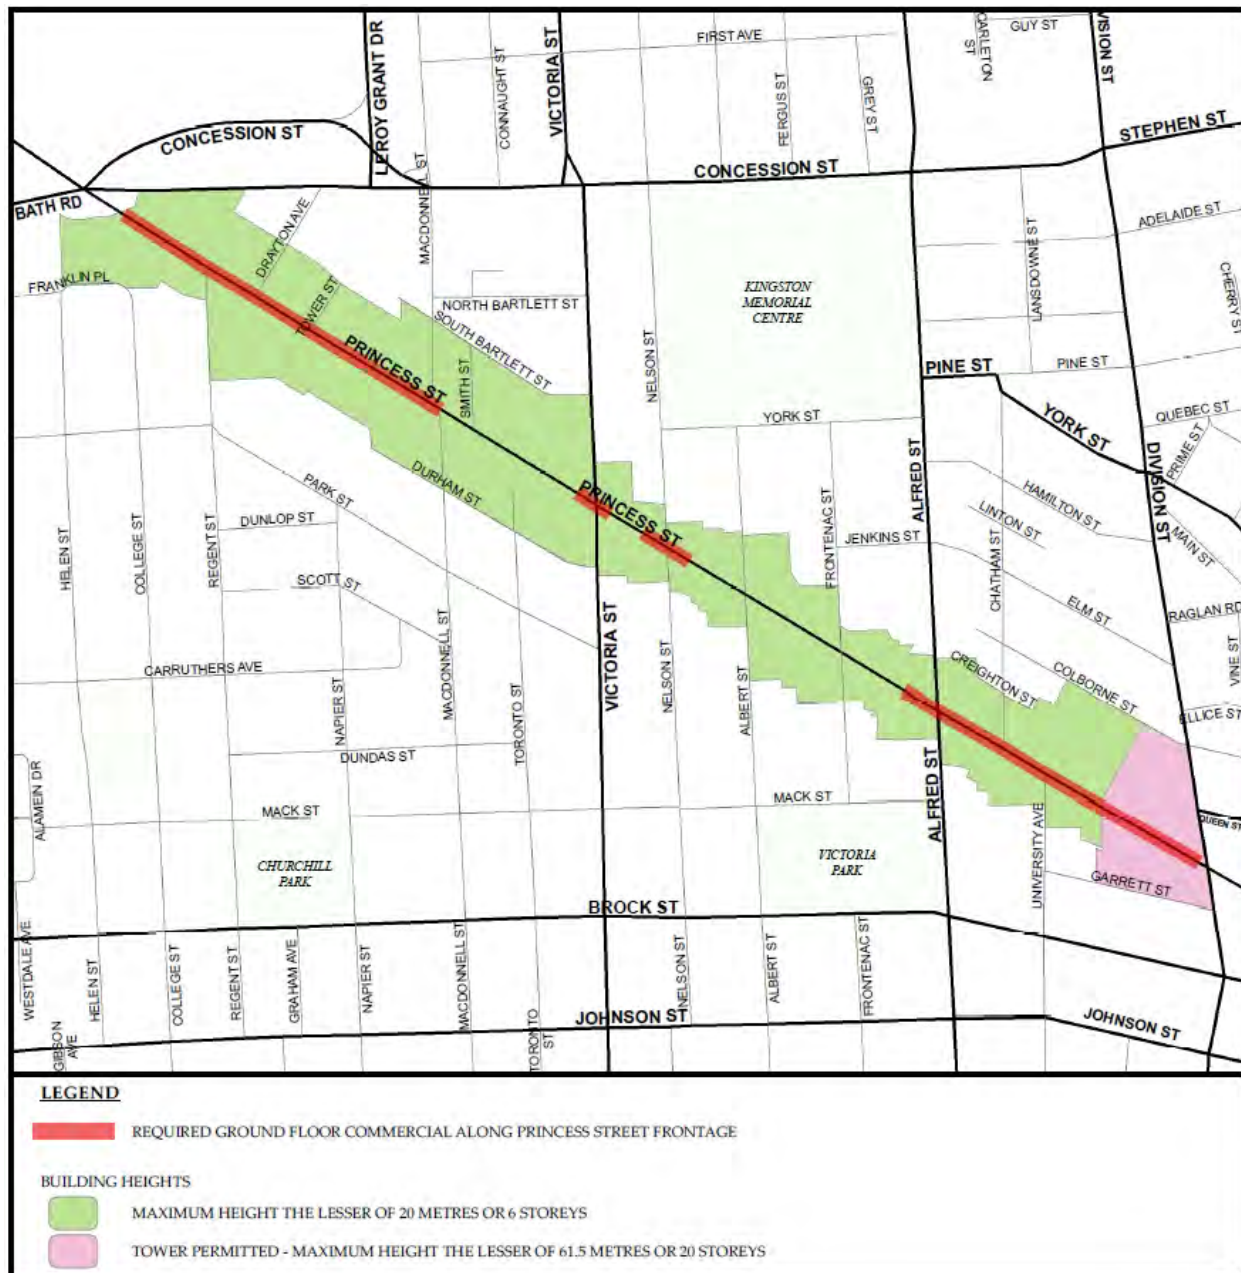 FIRST AVE
CARLETON
ST
GUY ST
VISION ST
LEROY GRANT DR
VICTORIA ST
CONNAUGHT ST
FERGUS ST
GREY ST
CONCESSION ST
STEPHEN ST
MACDONNELL ST
CONCESSION ST
BATH RD
DRAYTON AVE
ADELAIDE ST
LANSDOWNE ST
CHERRY ST
FRANKLIN PL
TOWER ST
NORTH BARTLETT ST
KINGSTON
MEMORIAL
CENTRE
SOUTH BARTLETT ST
PRINCESS ST
SMITH ST
NELSON ST
PINE ST
PINE ST
YORK ST
YORK ST
QUEBEC ST
PRIME ST
DURHAM ST
PARK ST
ALFRED ST
DIVISION ST
HAMILTON ST
LINTON ST
MAIN ST
PRINCESS ST
FRONTENAC ST
JENKINS ST
DUNLOP ST
HELEN ST
COLLEGE ST
REGENT ST
SCOTT ST
CHATHAM ST
ELM ST
RAGLAN RD
VINE ST
CARRUTHERS AVE
MACDONNELL ST
NAPIER ST
TORONTO ST
VICTORIA ST
NELSON ST
ALBERT ST
CREIGHTON ST
COLBORNE ST
ELLICE ST
DUNDAS ST
ALAMEIN DR
MACK ST
MACK ST
ALFRED ST
UNIVERSITY AVE
QUEEN ST
CHURCHILL
PARK
VICTORIA
PARK
GARRETT ST
BROCK ST
WESTDALE AVE
HELEN ST
COLLEGE ST
REGENT ST
GRAHAM AVE
NAPIER ST
MACDONNELL ST
NELSON ST
ALBERT ST
FRONTENAC ST
GIBSON
AVE
TORONTO
ST
JOHNSON ST
JOHNSON ST
LEGEND
REQUIRED GROUND FLOOR COMMERCIAL ALONG PRINCESS STREET FRONTAGE
BUILDING HEIGHTS
MAXIMUM HEIGHT THE LESSER OF 20 METRES OR 6 STOREYS
TOWER PERMITTED - MAXIMUM HEIGHT THE LESSER OF 61.5 METRES OR 20 STOREYS